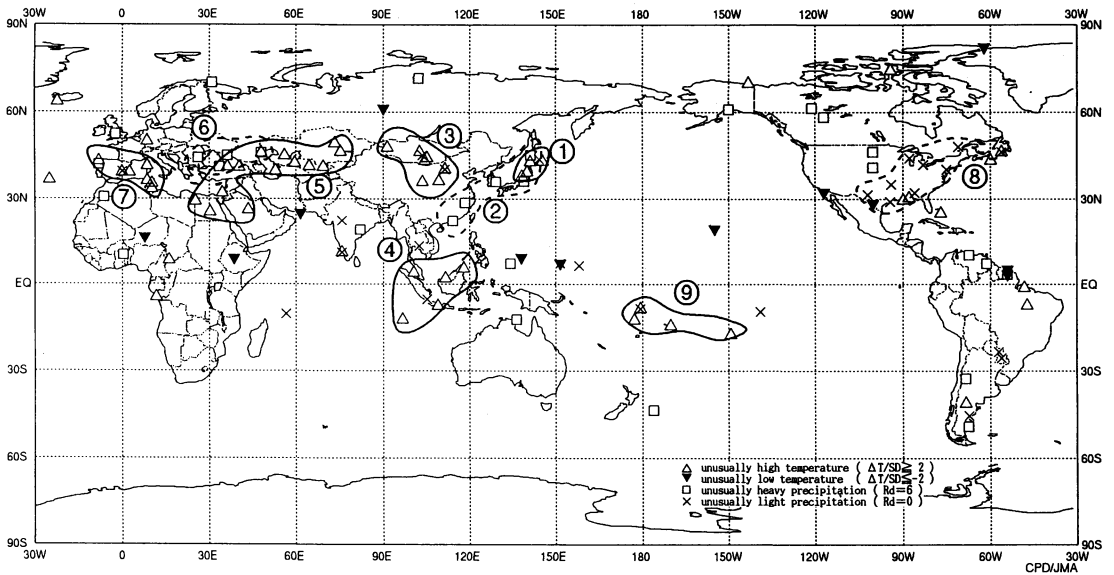 30W 0 30E 60E 90E 120E 150E 180 150W 120W 90W 60W 30W
90N 90N
60N 60N
⑥ ③ ①
⑧
⑤
⑦ 30N ② 30N
④
EQ EQ
⑨
30S 30S
60S 60S
△ unusually high temperature ( ΔT/SD≧ 2 )
▼ unusually low temperature ( ΔT/SD≦-2 )
□ unusually heavy precipitation ( Rd=6 )
× unusually light precipitation ( Rd=0 )
90S 90S
30W 0 30E 60E 90E 120E 150E 180 150W 120W 90W 60W 30W
CPD/JMA